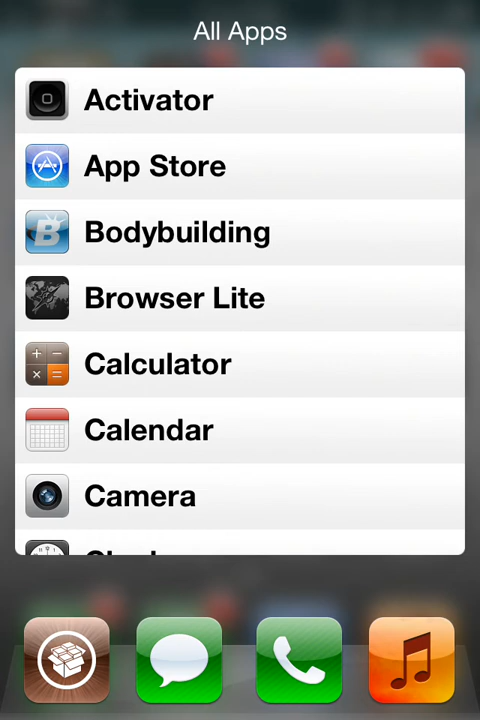 All Apps
Activator
App Store
Bodybuilding
Browser Lite
Calculator
Calendar
Camera